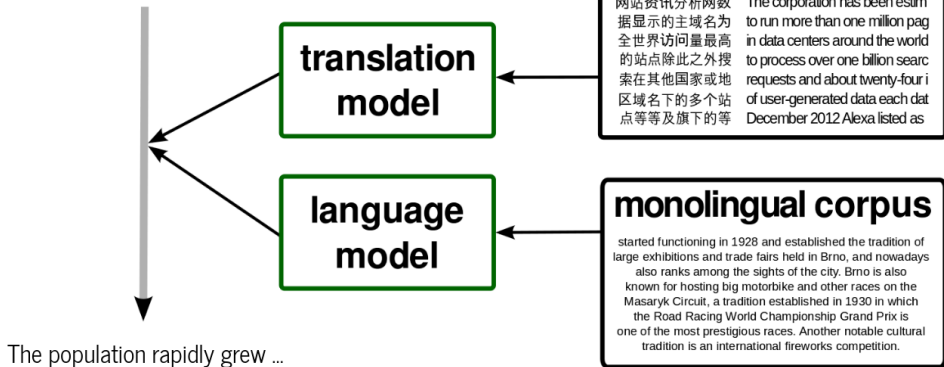 网站资讯分析网数 The corporation has been estim
据显示的主域名为 to run more than one million pag
全世界访问量最高 in data centers around the world
的站点除此之外搜 to process over one billion searc
索在其他国家或地 requests and about twenty-four i
区域名下的多个站 of user-generated data each dat
点等等及旗下的等 December 2012 Alexa listed as
translation
model
language
model
monolingual corpus
started functioning in 1928 and established the tradition of
large exhibitions and trade fairs held in Brno, and nowadays
also ranks among the sights of the city. Brno is also
known for hosting big motorbike and other races on the
Masaryk Circuit, a tradition established in 1930 in which
the Road Racing World Championship Grand Prix is
one of the most prestigious races. Another notable cultural
tradition is an international fireworks competition.
The population rapidly grew ...